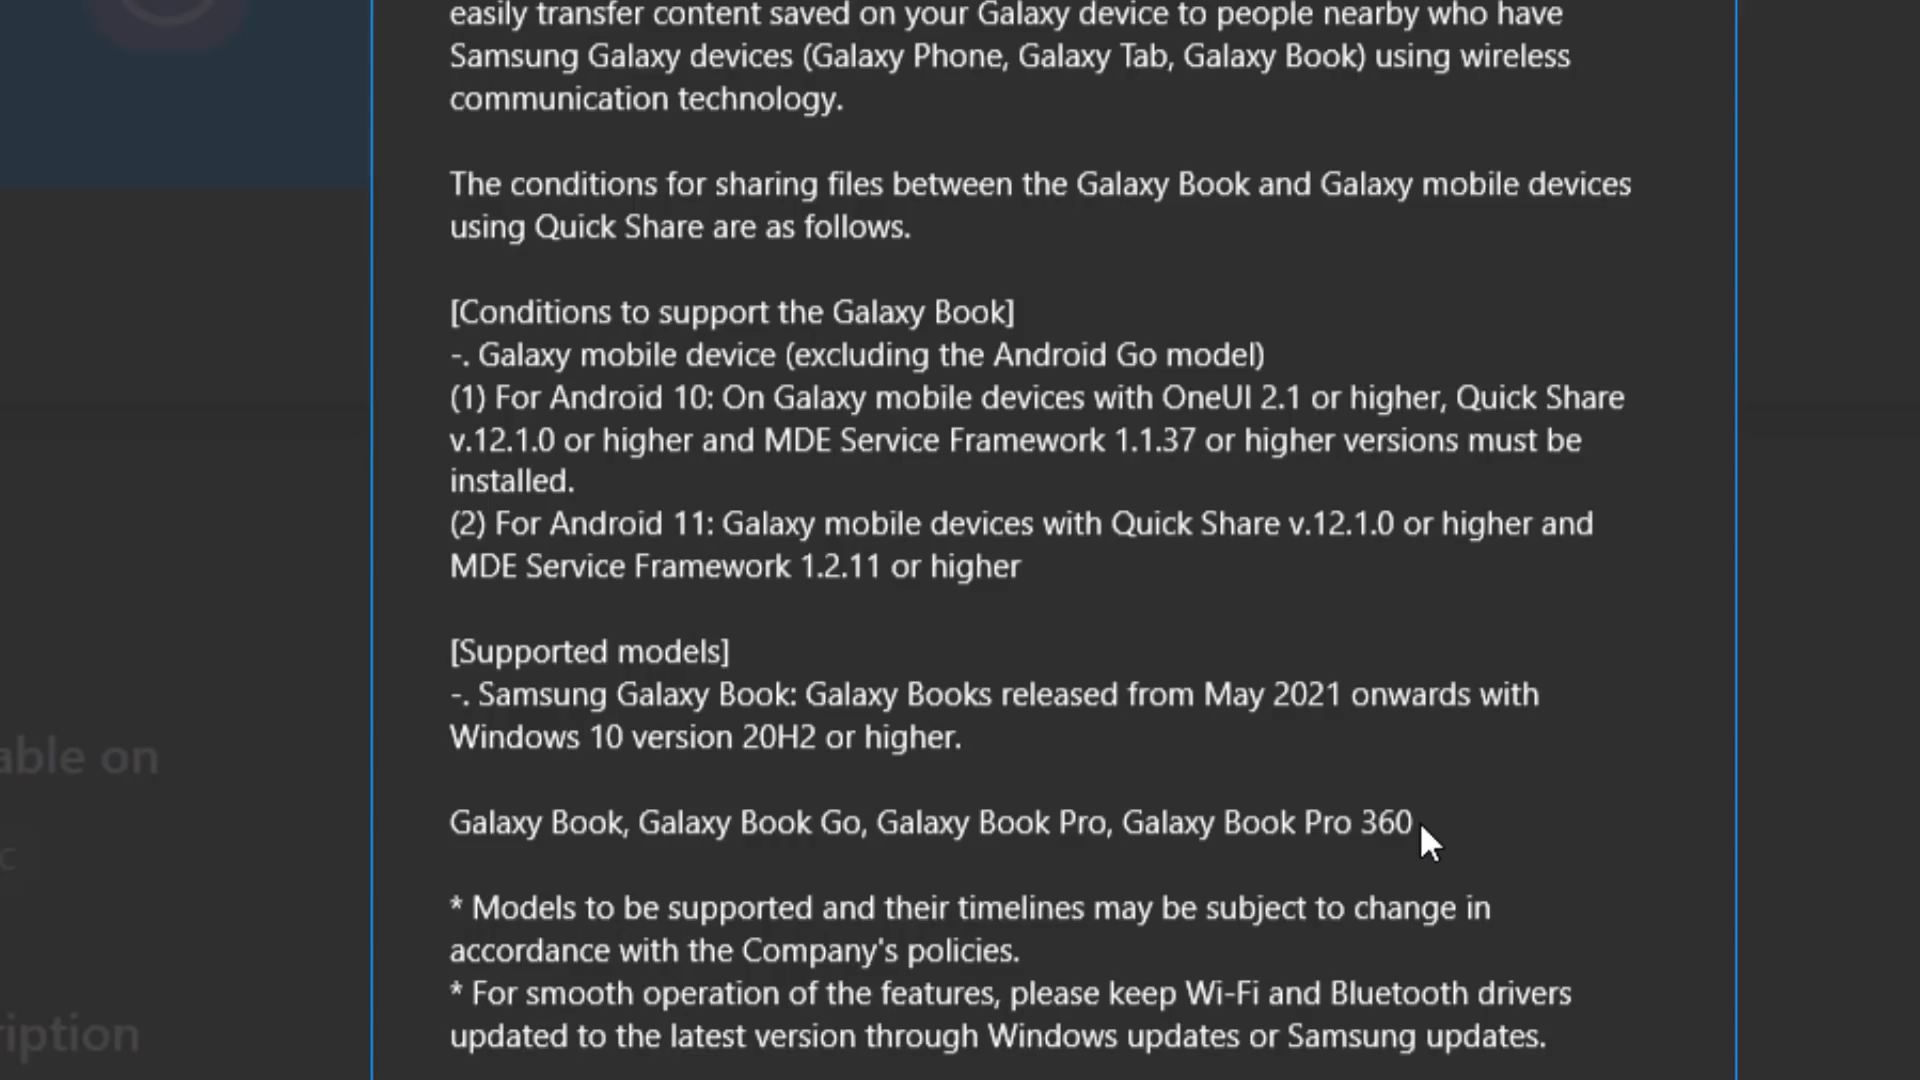 easily transfer content saved on your Galaxy device to people nearby who have
Samsung Galaxy devices (Galaxy Phone, Galaxy Tab, Galaxy Book) using wireless
communication technology.
The conditions for sharing files between the Galaxy Book and Galaxy mobile devices
using Quick Share are as follows.
[Conditions to support the Galaxy Book]
-. Galaxy mobile device (excluding the Android Go model)
(1) For Android 10: On Galaxy mobile devices with OneUI 2.1 or higher, Quick Share
v.12.1.0 or higher and MDE Service Framework 1.1.37 or higher versions must be
installed.
(2) For Android 11: Galaxy mobile devices with Quick Share v.12.1.0 or higher and
MDE Service Framework 1.2.11 or higher
[Supported models]
-. Samsung Galaxy Book: Galaxy Books released from May 2021 onwards with
Windows 10 version 20H2 or higher.
able on
c
Galaxy Book, Galaxy Book Go, Galaxy Book Pro, Galaxy Book Pro 360
* Models to be supported and their timelines may be subject to change in
accordance with the Company's policies.
* For smooth operation of the features, please keep Wi-Fi and Bluetooth drivers
updated to the latest version through Windows updates or Samsung updates.
ription